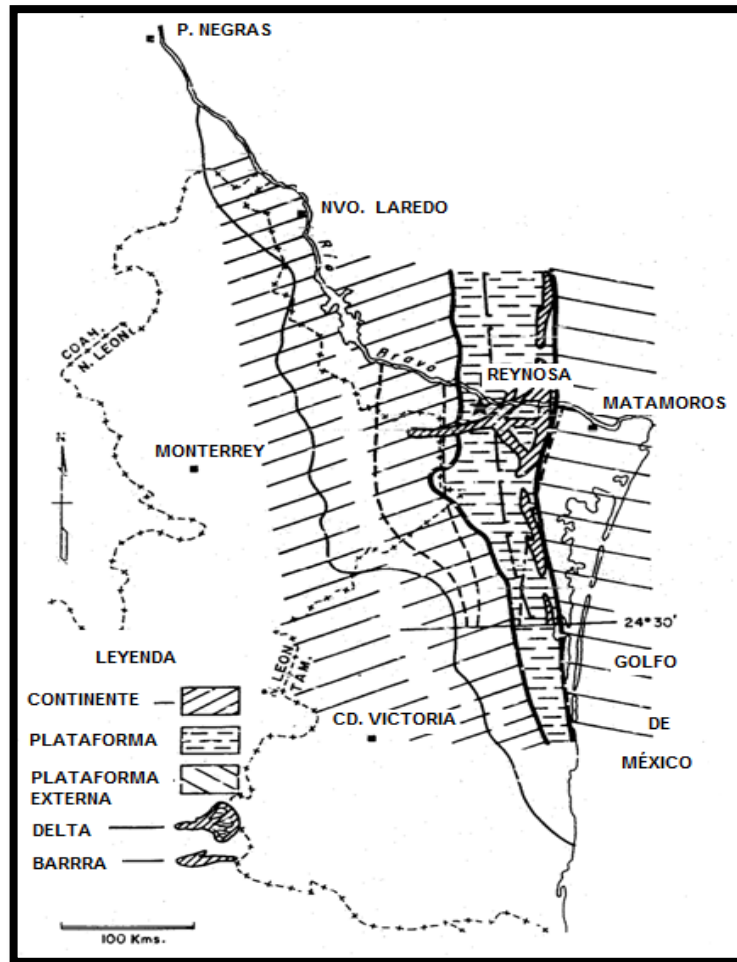 P. NEGRAS
NVO. LAREDO
Río
Bravo
COAH.
N. LEON
REYNOSA
MATAMOROS
MONTERREY
N
24°30'
LEYENDA
LEON
TAM.
GOLFO
CONTINENTE
CD. VICTORIA
DE
PLATAFORMA
MÉXICO
PLATAFORMA
EXTERNA
DELTA
BARRRA
100 Kms.